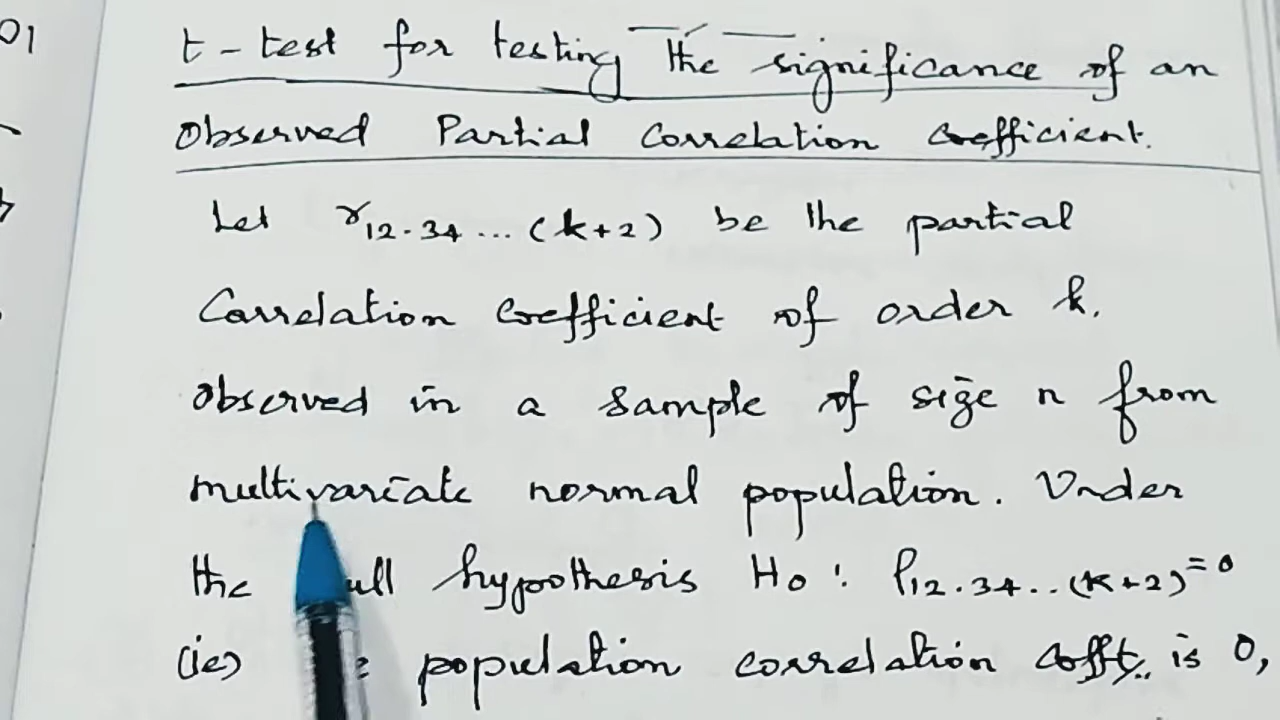 01
t-test for testing the significance of an
Observed Partial Correlation Coefficient.
Let r12.34...(k+2) be the partial
Correlation Coefficient of order k.
observed in a sample of size n from
multivariate normal population. Under
the hypothesis H0 : ρ12.34...(k+2)=0
(ie) population correlation cofft.. is 0,